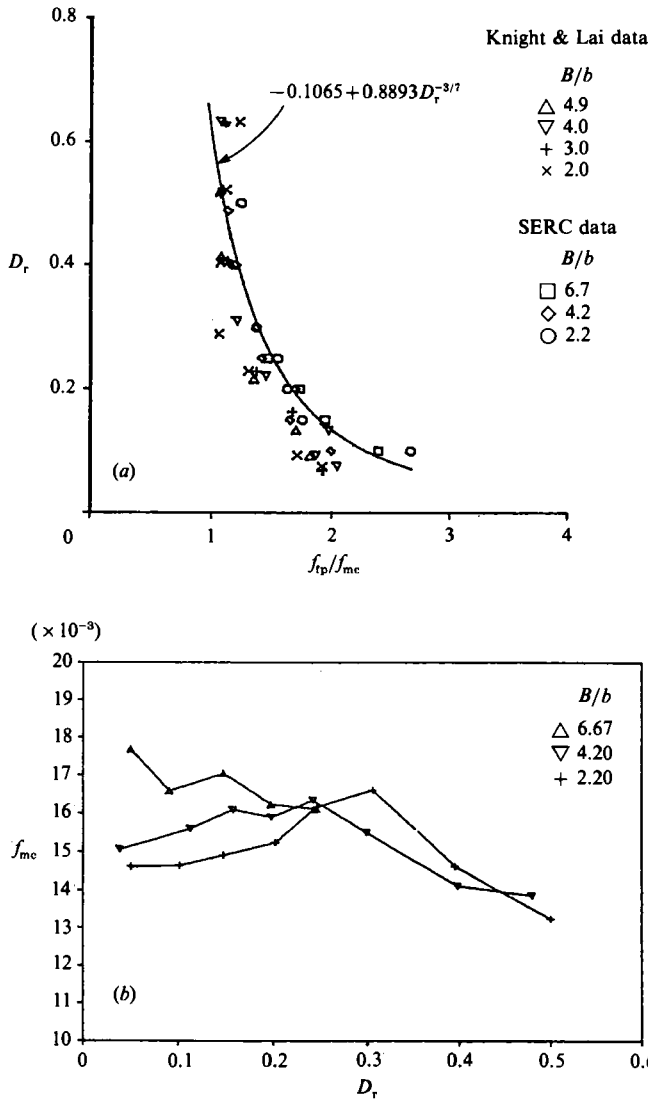 0.8
Knight & Lai data
B/b
△ 4.9
▽ 4.0
+ 3.0
× 2.0
−0.1065+0.8893D_r^{−3/7}
0.6
SERC data
B/b
□ 6.7
◇ 4.2
○ 2.2
D_r
0.4
0.2
(a)
0
1 2 3 4
f_fp/f_mc
(×10⁻³)
20
19
18
17
16
f_mc
15
14
13
12
11
10
B/b
△ 6.67
▽ 4.20
+ 2.20
(b)
0 0.1 0.2 0.3 0.4 0.5
D_r